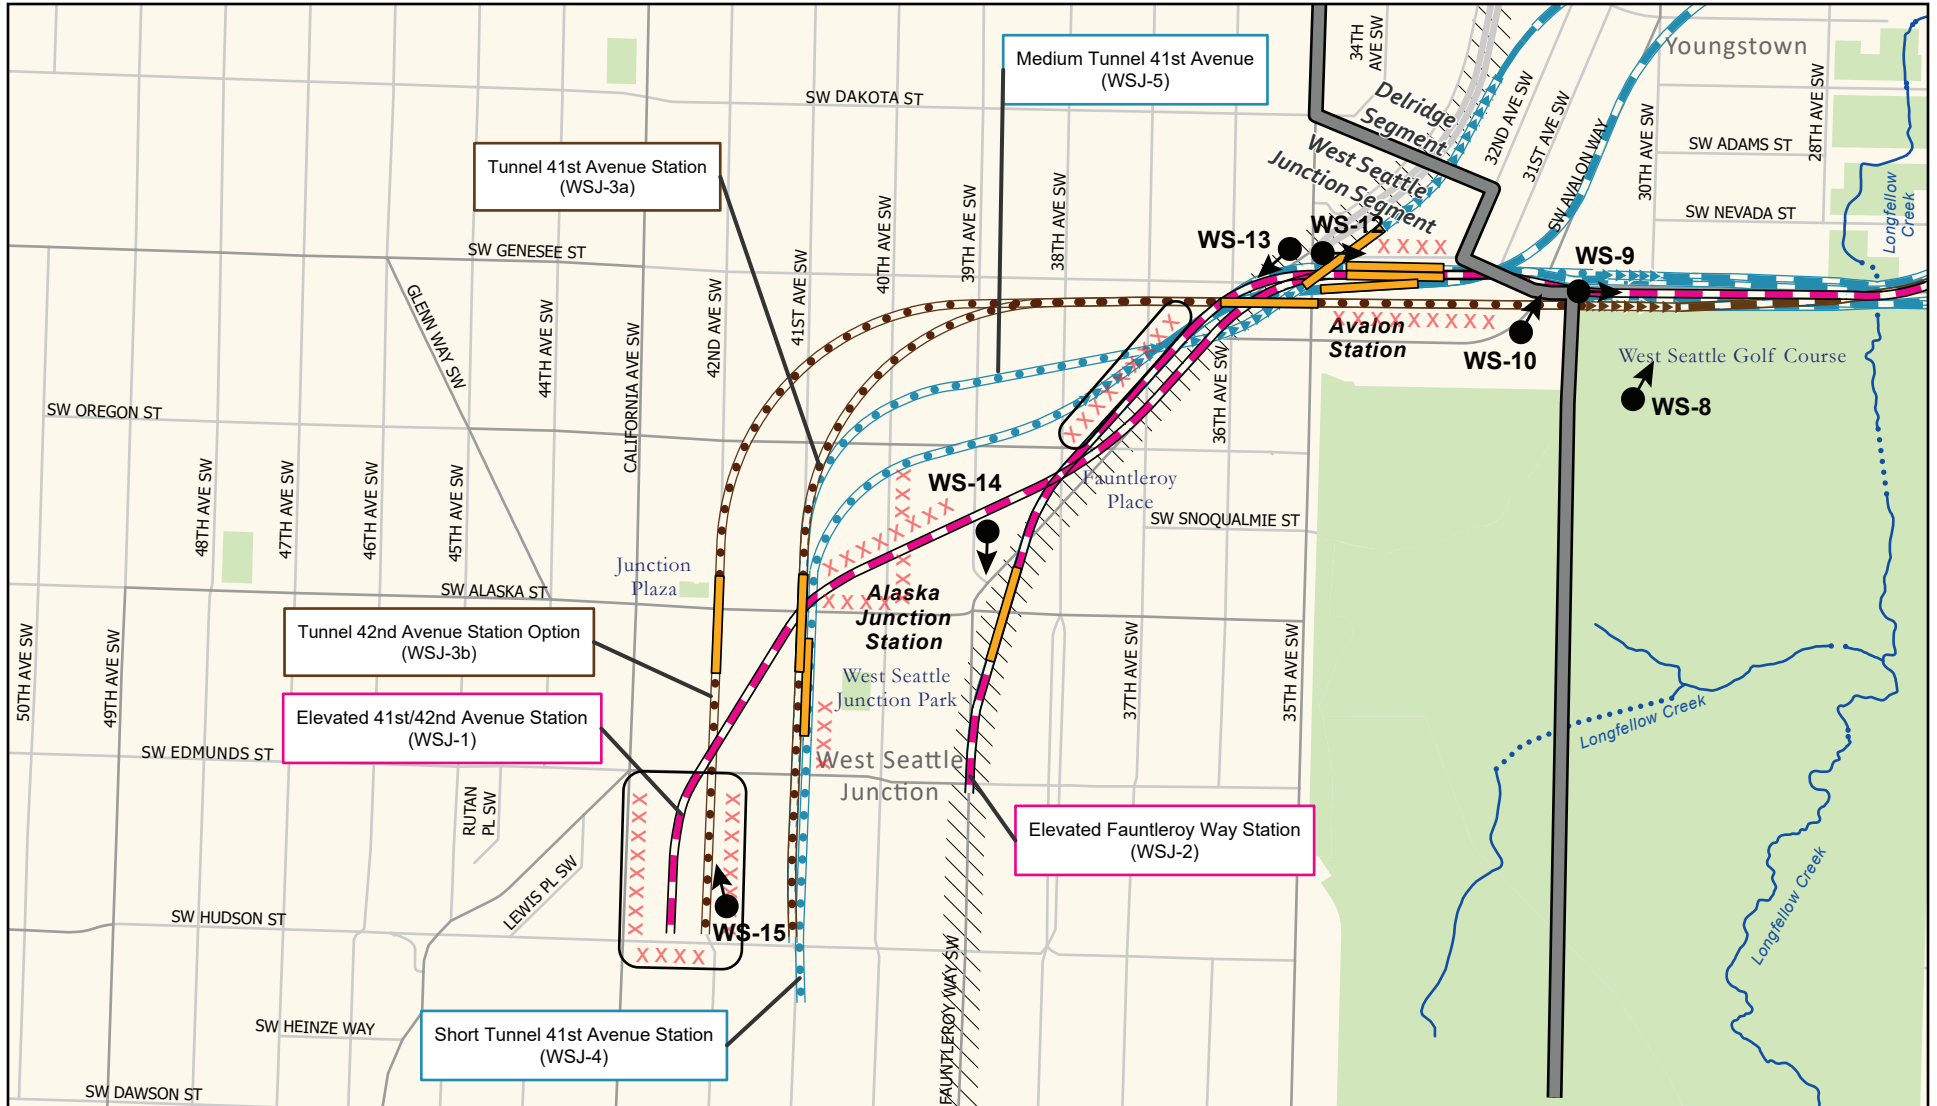 34TH
AVE SW
Youngstown
28TH AVE SW
Medium Tunnel 41st Avenue
(WSJ-5)
SW DAKOTA ST
Delridge
Segment
32ND AVE SW
31ST AVE SW
SW AVALON WAY
30TH AVE SW
SW ADAMS ST
West Seattle
Junction Segment
Tunnel 41st Avenue Station
(WSJ-3a)
SW NEVADA ST
Longfellow
Creek
40TH AVE SW
39TH AVE SW
38TH AVE SW
WS-13
WS-12
XXXX
WS-9
SW GENESEE ST
GLENN WAY SW
44TH AVE SW
CALIFORNIA AVE SW
42ND AVE SW
41ST AVE SW
XXXXXXXXX
Avalon
Station
WS-10
West Seattle Golf Course
WS-8
36TH AVE SW
SW OREGON ST
48TH AVE SW
47TH AVE SW
46TH AVE SW
45TH AVE SW
WS-14
Fauntleroy
Place
SW SNOQUALMIE ST
Junction
Plaza
SW ALASKA ST
Alaska
Junction
Station
Tunnel 42nd Avenue Station Option
(WSJ-3b)
50TH AVE SW
49TH AVE SW
37TH AVE SW
35TH AVE SW
West Seattle
Junction Park
Elevated 41st/42nd Avenue Station
(WSJ-1)
Longfellow Creek
SW EDMUNDS ST
West Seattle
Junction
RUTAN
PL SW
Elevated Fauntleroy Way Station
(WSJ-2)
LEWIS PL SW
SW HUDSON ST
WS-15
XXXX
Longfellow Creek
FAUNTLEROY WAY SW
SW HEINZE WAY
Short Tunnel 41st Avenue Station
(WSJ-4)
SW DAWSON ST